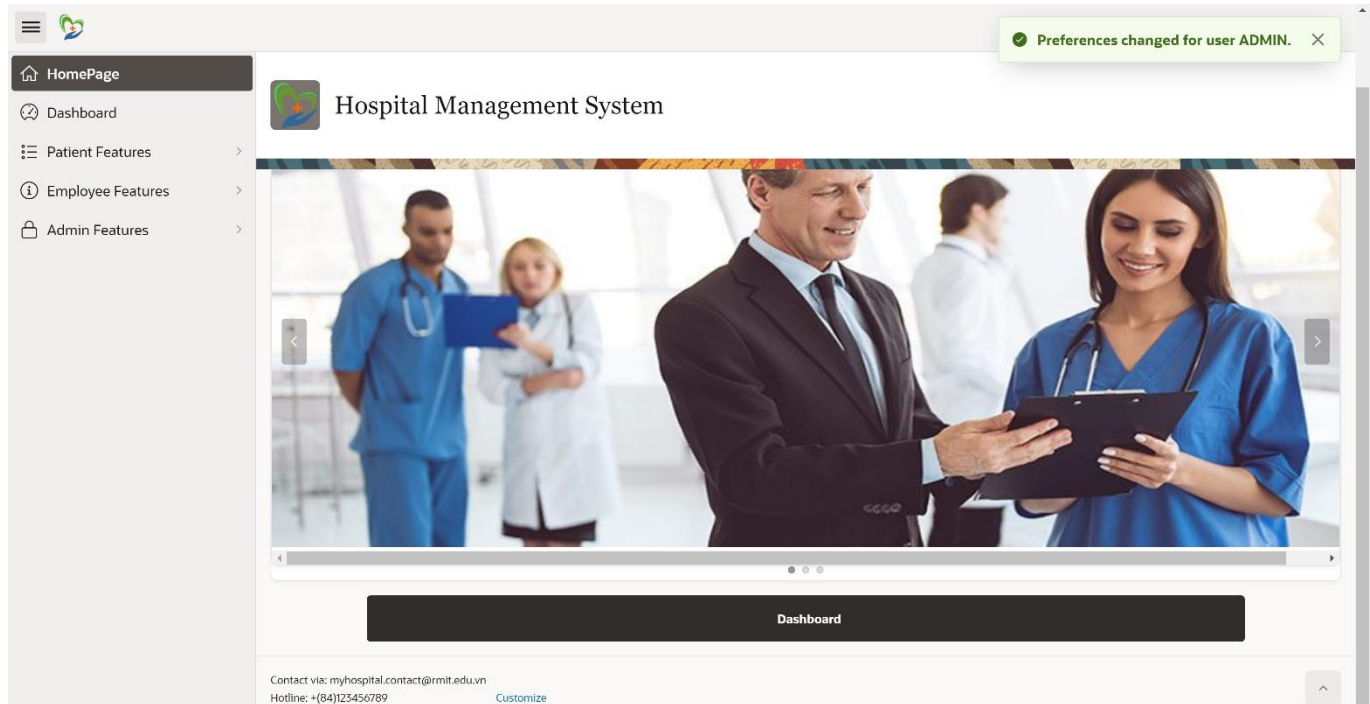 Preferences changed for user ADMIN.
HomePage
Dashboard
Patient Features
Employee Features
Admin Features
Hospital Management System
Dashboard
Contact via: myhospital.contact@rmit.edu.vn
Hotline: +(84)123456789
Customize